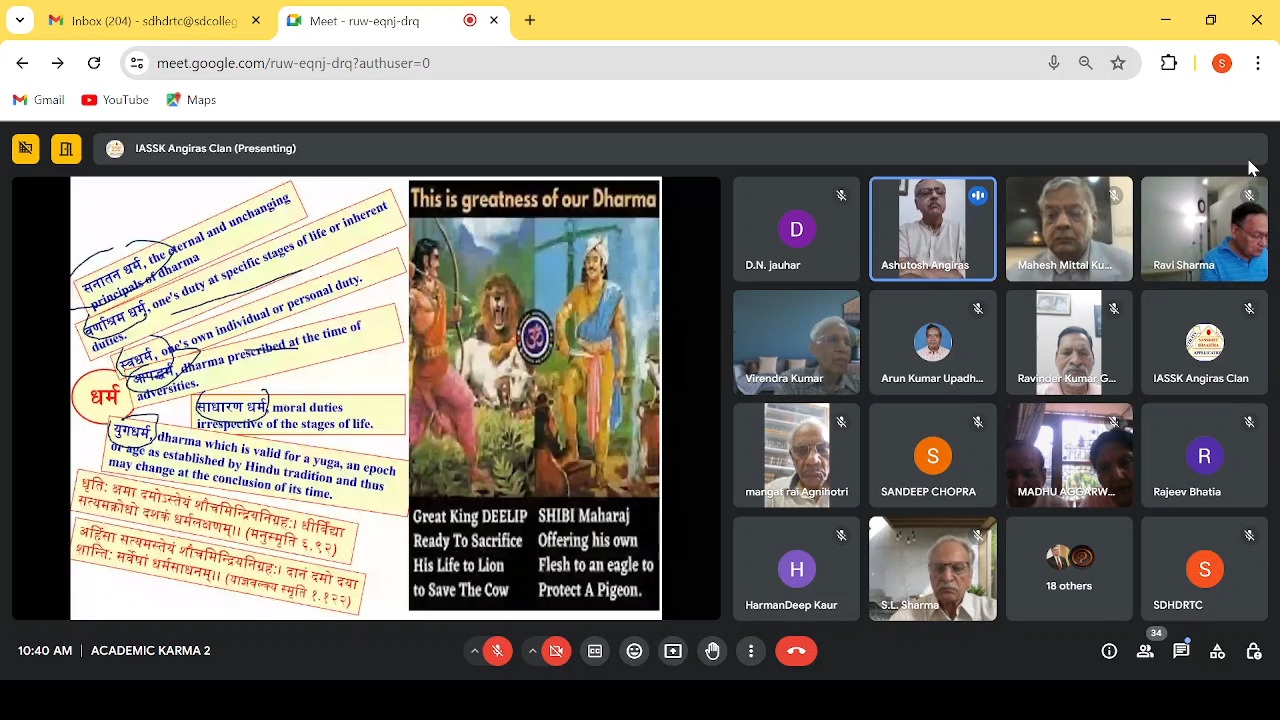 Inbox (204) - sdhdrtc@sdcolleg
Meet - ruw-eqnj-drq
meet.google.com/ruw-eqnj-drq?authuser=0
Gmail
YouTube
Maps
S
IASSK Angiras Clan (Presenting)
सनातन धर्म, the eternal and unchanging
principals of dharma
वर्णाश्रम धर्म, one's duty at specific stages of life or inherent
duties.
स्वधर्म, one's own individual or personal duty.
आपद्धर्म, dharma prescribed at the time of
adversities.
धर्म
साधारण धर्म, moral duties
irrespective of the stages of life.
युगधर्म, dharma which is valid for a yuga, an epoch
or age as established by Hindu tradition and thus
may change at the conclusion of its time.
धृतिः क्षमा दमोऽस्तेयं शौचमिन्द्रियनिग्रहः। धीर्विद्या
सत्यमक्रोधो दशकं धर्मलक्षणम्।। (मनुस्मृति ६.९२)
अहिंसा सत्यमस्तेयं शौचमिन्द्रियनिग्रहः। दानं दमो दया
शान्तिः सर्वेषां धर्मसाधनम्।। (याज्ञवल्क्य स्मृति १.१२२)
This is greatness of our Dharma
ॐ
Great King DEELIP
Ready To Sacrifice
His Life to Lion
to Save The Cow
SHIBI Maharaj
Offering his own
Flesh to an eagle to
Protect A Pigeon.
D
D.N. jauhar
Ashutosh Angiras
Mahesh Mittal Ku...
Ravi Sharma
Virendra Kumar
Arun Kumar Upadh...
Ravinder Kumar G...
SANSKRIT
SHAASTRA
APPLICATION
IASSK Angiras Clan
mangat rai Agnihotri
S
SANDEEP CHOPRA
MADHU AGGARW...
R
Rajeev Bhatia
H
HarmanDeep Kaur
S.L. Sharma
18 others
S
SDHDRTC
10:40 AM
ACADEMIC KARMA 2
34